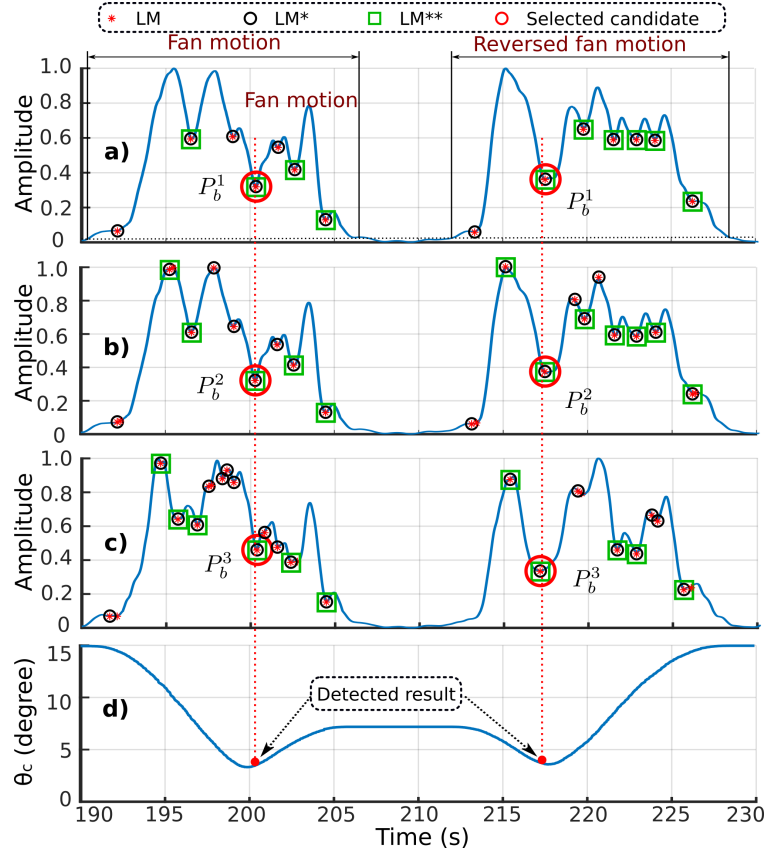 LM LM* LM** Selected candidate
Fan motion Reversed fan motion
Fan motion
Amplitude
1.0
0.8
0.6
0.4
0.2
0
a)
P_b^1
P_b^1
Amplitude
1.0
0.8
0.6
0.4
0.2
0
b)
P_b^2
P_b^2
Amplitude
1.0
0.8
0.6
0.4
0.2
0
c)
P_b^3
P_b^3
θc (degree)
15
10
5
0
d)
Detected result
190 195 200 205 210 215 220 225 230
Time (s)